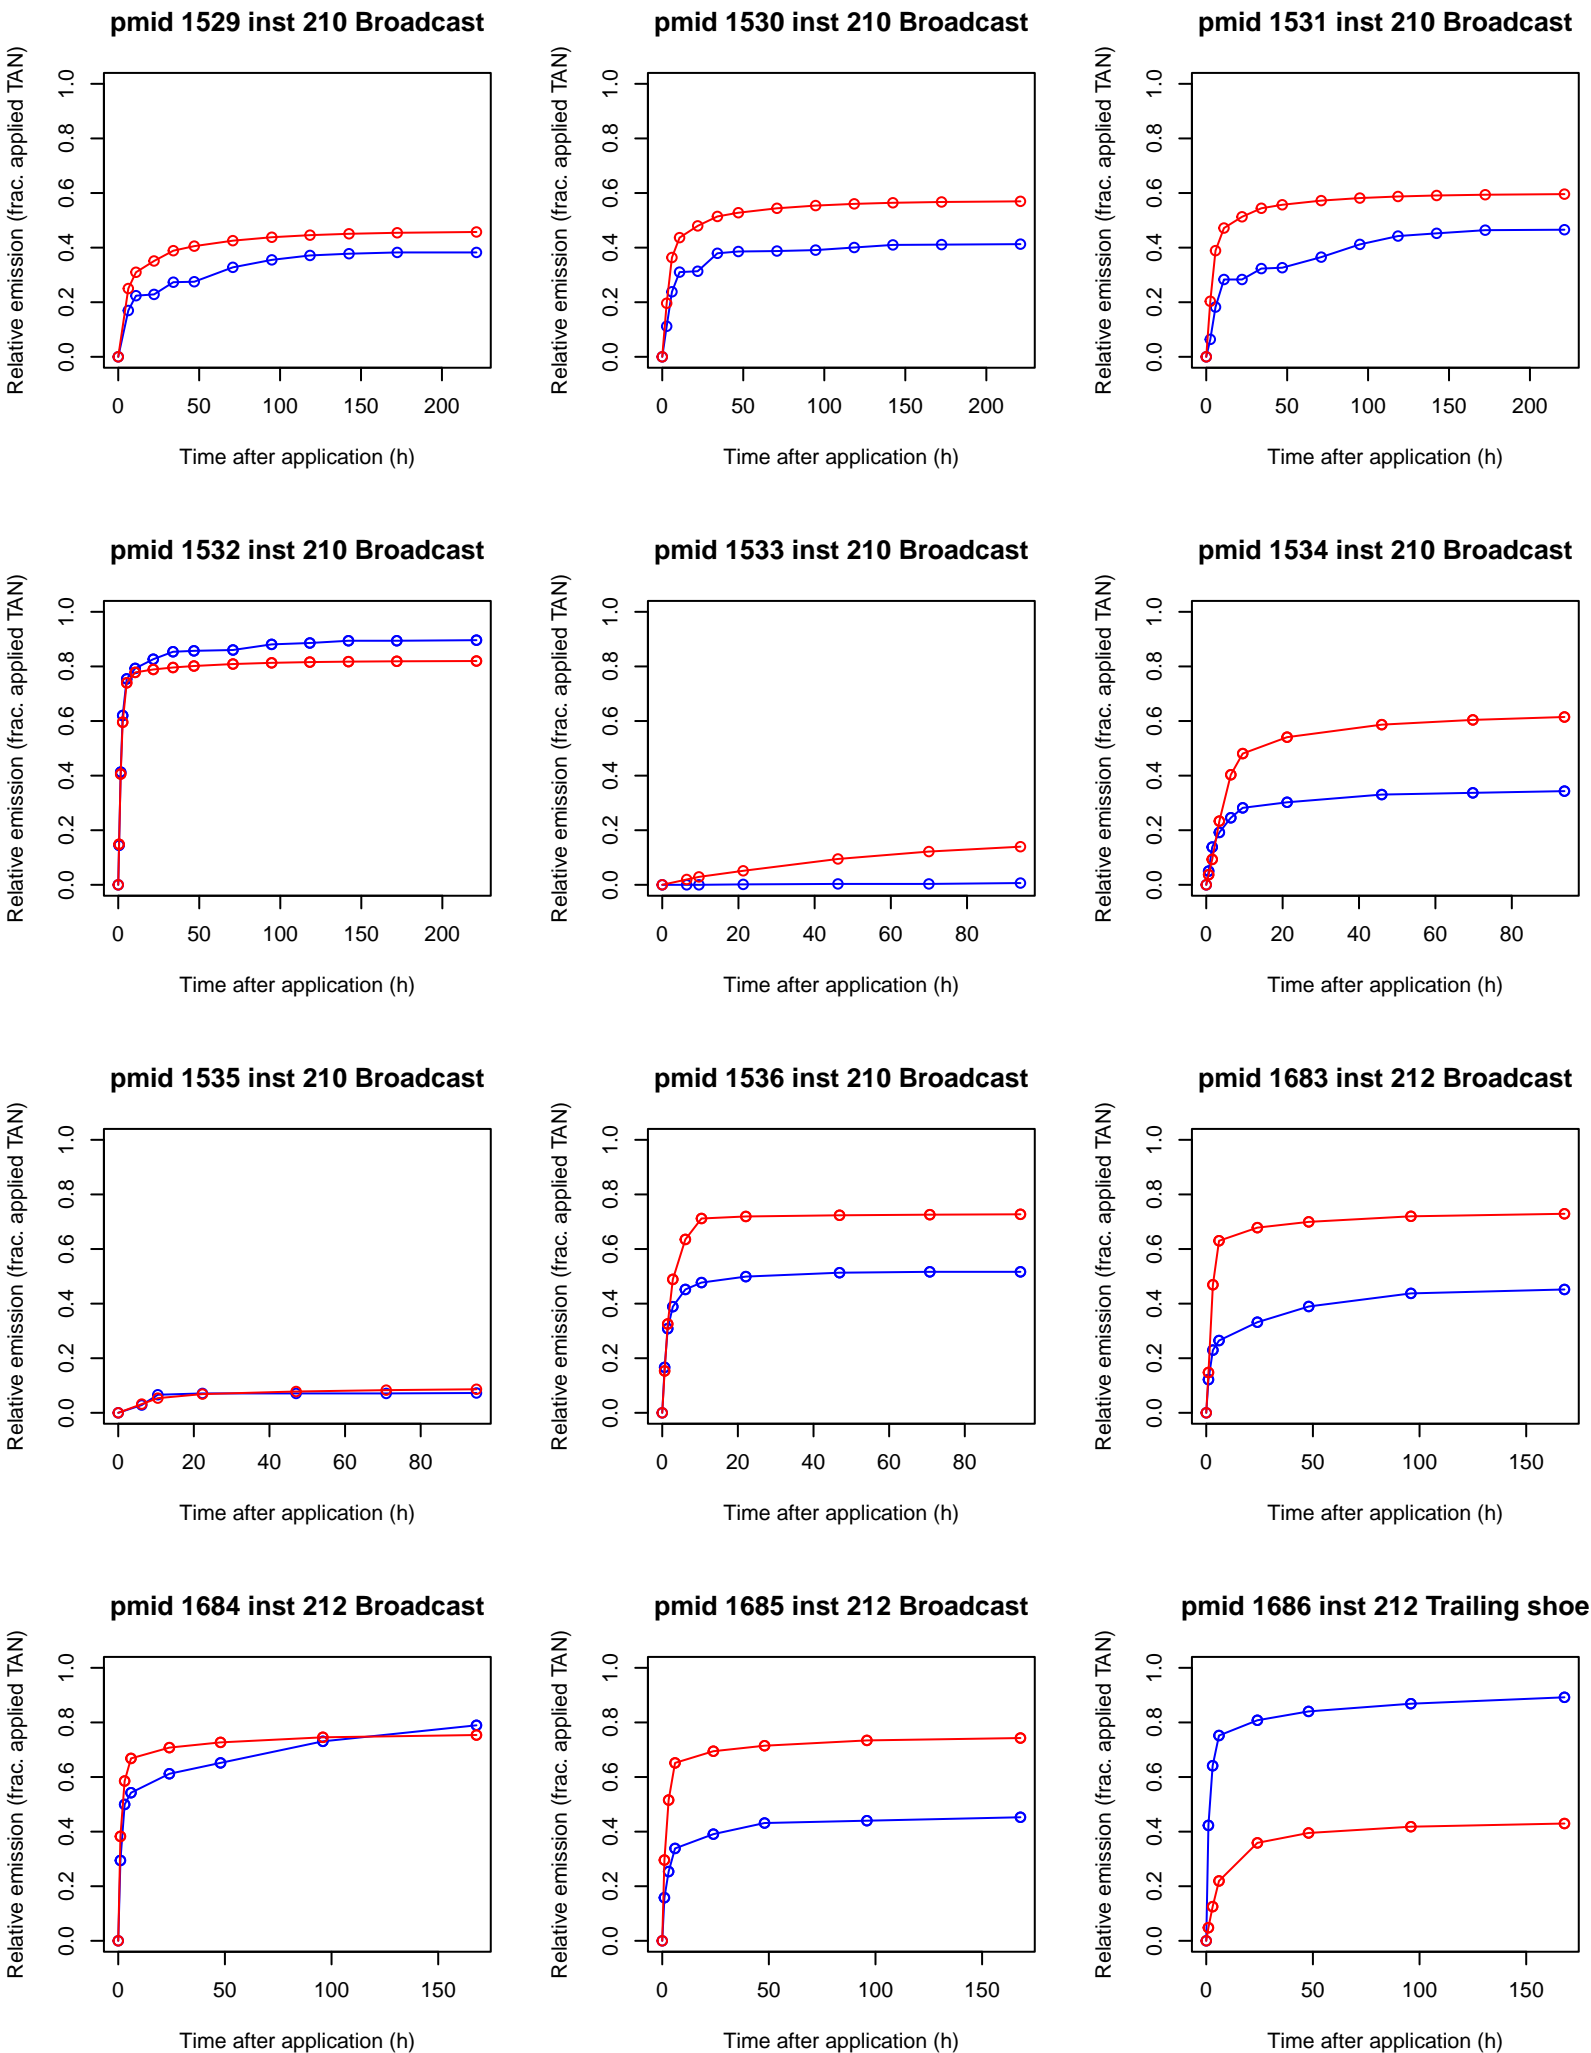 pmid 1529 inst 210 Broadcast
Relative emission (frac. applied TAN)
0.0 0.2 0.4 0.6 0.8 1.0
0 50 100 150 200
Time after application (h)
pmid 1530 inst 210 Broadcast
Relative emission (frac. applied TAN)
0.0 0.2 0.4 0.6 0.8 1.0
0 50 100 150 200
Time after application (h)
pmid 1531 inst 210 Broadcast
Relative emission (frac. applied TAN)
0.0 0.2 0.4 0.6 0.8 1.0
0 50 100 150 200
Time after application (h)
pmid 1532 inst 210 Broadcast
Relative emission (frac. applied TAN)
0.0 0.2 0.4 0.6 0.8 1.0
0 50 100 150 200
Time after application (h)
pmid 1533 inst 210 Broadcast
Relative emission (frac. applied TAN)
0.0 0.2 0.4 0.6 0.8 1.0
0 20 40 60 80
Time after application (h)
pmid 1534 inst 210 Broadcast
Relative emission (frac. applied TAN)
0.0 0.2 0.4 0.6 0.8 1.0
0 20 40 60 80
Time after application (h)
pmid 1535 inst 210 Broadcast
Relative emission (frac. applied TAN)
0.0 0.2 0.4 0.6 0.8 1.0
0 20 40 60 80
Time after application (h)
pmid 1536 inst 210 Broadcast
Relative emission (frac. applied TAN)
0.0 0.2 0.4 0.6 0.8 1.0
0 20 40 60 80
Time after application (h)
pmid 1683 inst 212 Broadcast
Relative emission (frac. applied TAN)
0.0 0.2 0.4 0.6 0.8 1.0
0 50 100 150
Time after application (h)
pmid 1684 inst 212 Broadcast
Relative emission (frac. applied TAN)
0.0 0.2 0.4 0.6 0.8 1.0
0 50 100 150
Time after application (h)
pmid 1685 inst 212 Broadcast
Relative emission (frac. applied TAN)
0.0 0.2 0.4 0.6 0.8 1.0
0 50 100 150
Time after application (h)
pmid 1686 inst 212 Trailing shoe
Relative emission (frac. applied TAN)
0.0 0.2 0.4 0.6 0.8 1.0
0 50 100 150
Time after application (h)